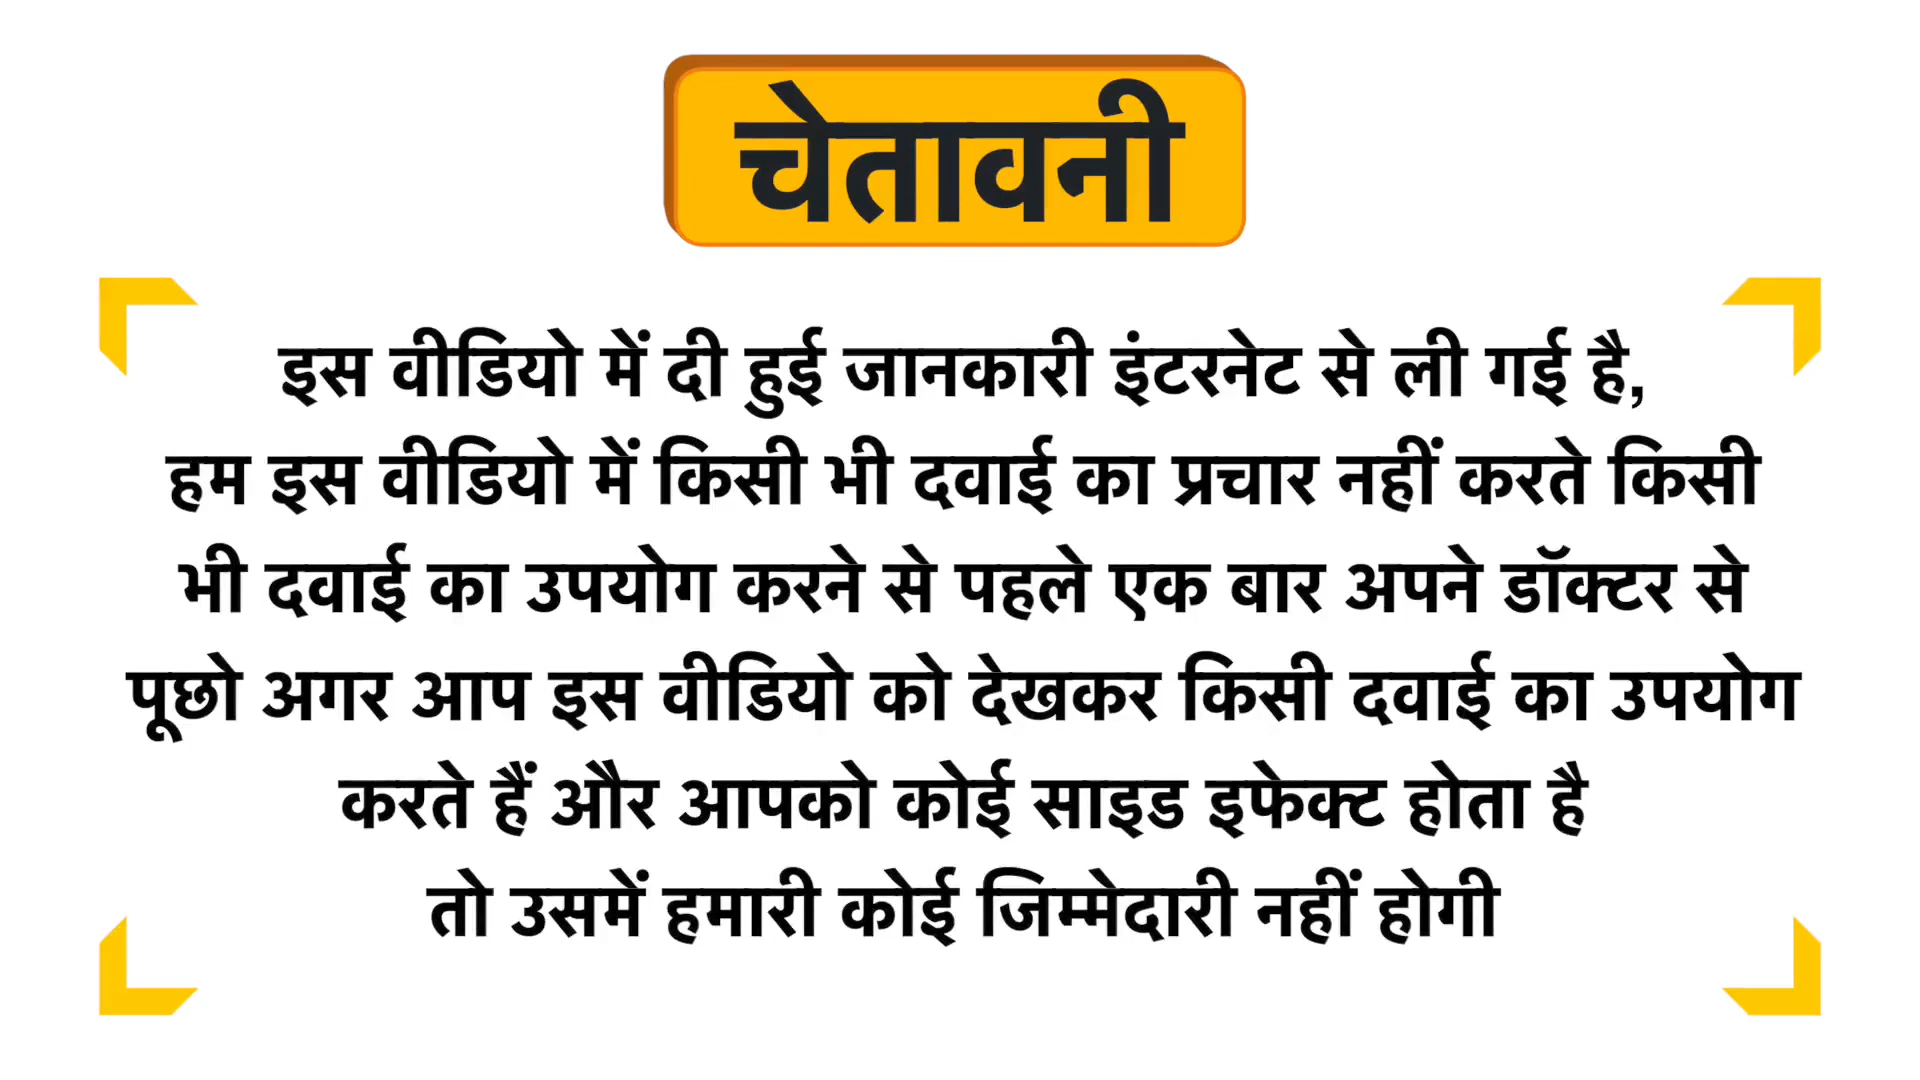 चेतावनी
इस वीडियो में दी हुई जानकारी इंटरनेट से ली गई है,
हम इस वीडियो में किसी भी दवाई का प्रचार नहीं करते किसी
भी दवाई का उपयोग करने से पहले एक बार अपने डॉक्टर से
पूछो अगर आप इस वीडियो को देखकर किसी दवाई का उपयोग
करते हैं और आपको कोई साइड इफेक्ट होता है
तो उसमें हमारी कोई जिम्मेदारी नहीं होगी